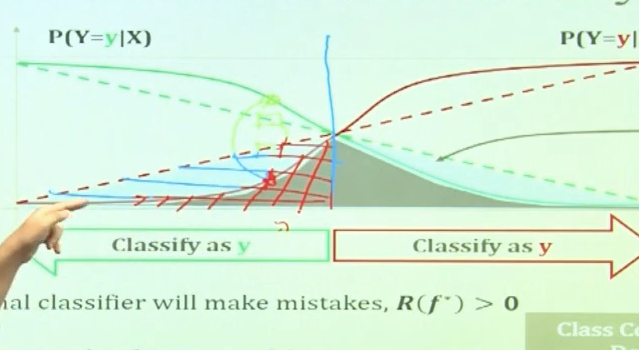 P(Y=y|X)
P(Y=y|
Classify as y
Classify as y
nal classifier will make mistakes, R(f*) > 0
Class Co